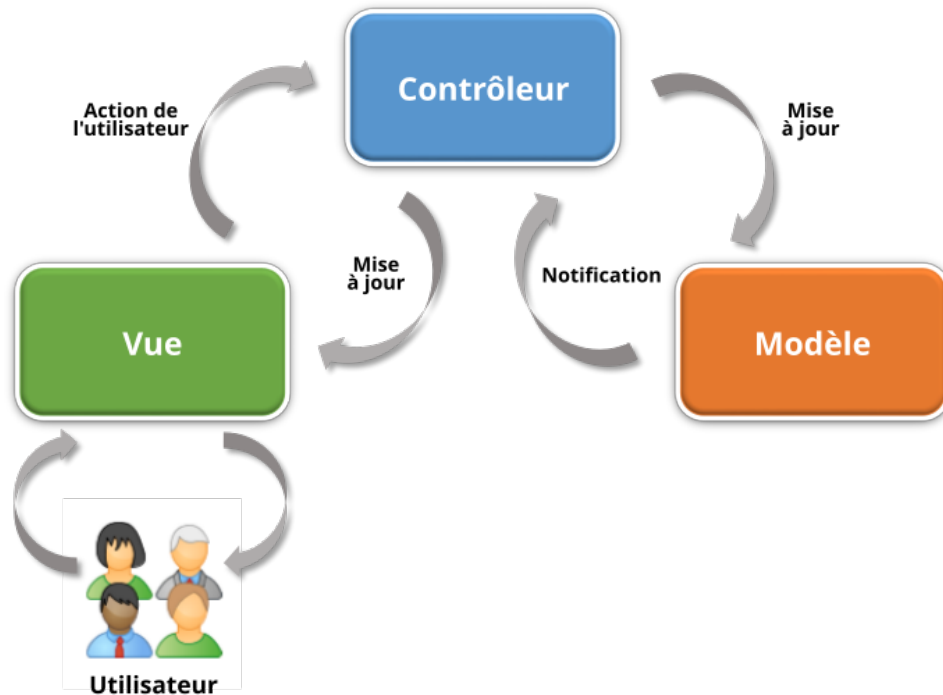 Contrôleur
Action de
l'utilisateur
Mise
à jour
Mise
à jour
Notification
Vue
Modèle
Utilisateur